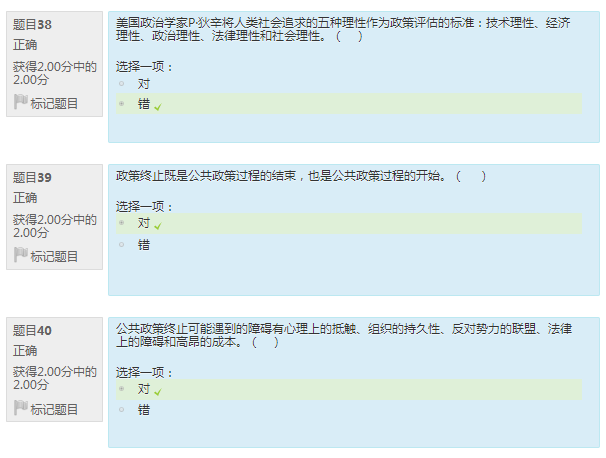 题目38
正确
获得2.00分中的
2.00分
标记题目
美国政治学家P·狄辛将人类社会追求的五种理性作为政策评估的标准：技术理性、经济
理性、政治理性、法律理性和社会理性。（ ）
选择一项：
对
错
题目39
正确
获得2.00分中的
2.00分
标记题目
政策终止既是公共政策过程的结束，也是公共政策过程的开始。（ ）
选择一项：
对
错
题目40
正确
获得2.00分中的
2.00分
标记题目
公共政策终止可能遇到的障碍有心理上的抵触、组织的持久性、反对势力的联盟、法律
上的障碍和高昂的成本。（ ）
选择一项：
对
错